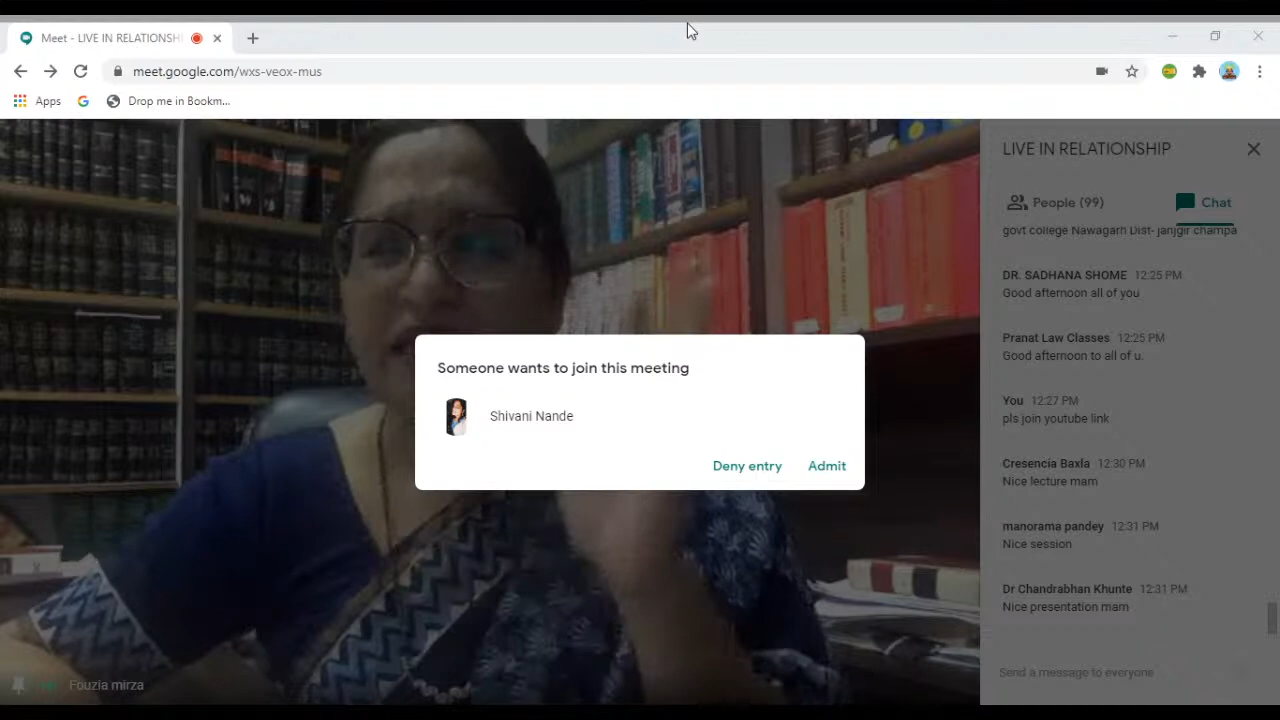 Meet - LIVE IN RELATIONSH
meet.google.com/wxs-veox-mus
Apps
Drop me in Bookm...
LIVE IN RELATIONSHIP
People (99)
Chat
govt college Nawagarh Dist- janjgir champa
DR. SADHANA SHOME 12:25 PM
Good afternoon all of you
Pranat Law Classes 12:25 PM
Good afternoon to all of u.
You 12:27 PM
pls join youtube link
Cresencia Baxla 12:30 PM
Nice lecture mam
manorama pandey 12:31 PM
Nice session
Dr Chandrabhan Khunte 12:31 PM
Nice presentation mam
Send a message to everyone
Someone wants to join this meeting
Shivani Nande
Deny entry Admit
Fouzia mirza